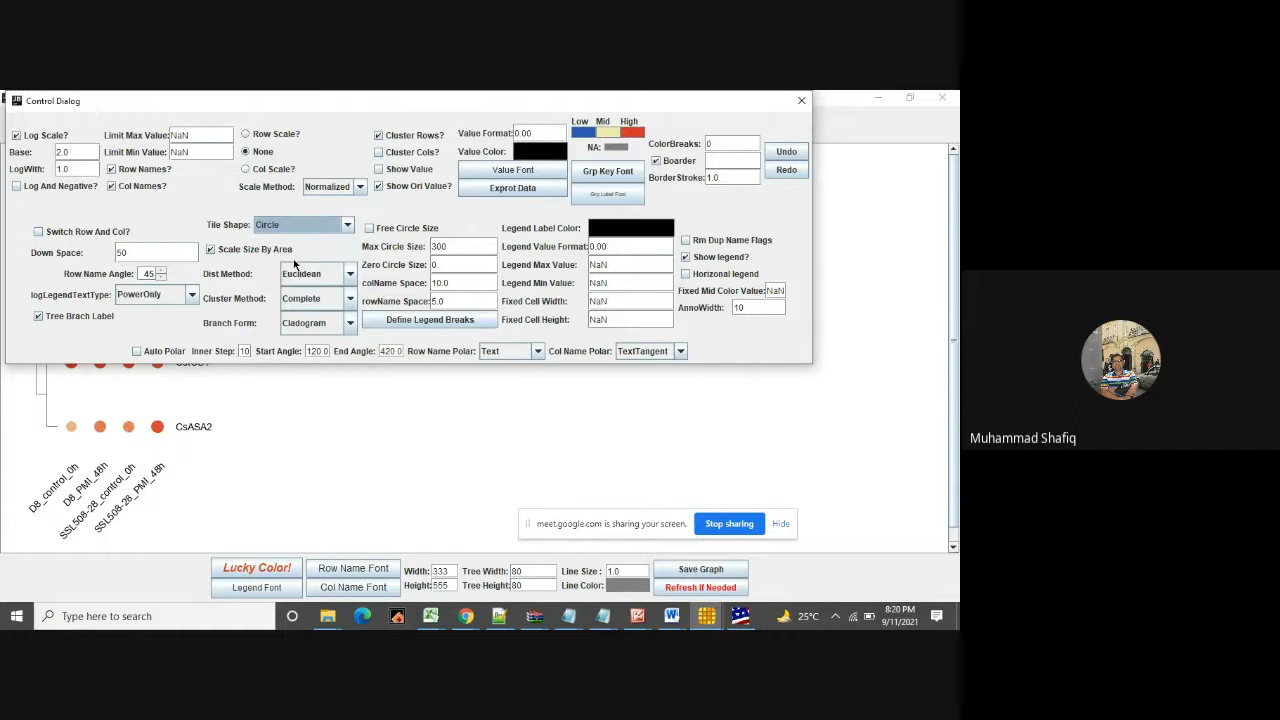 Control Dialog
Log Scale? Limit Max Value: NaN Row Scale? Cluster Rows? Value Format: 0.00 Low Mid High ColorBreaks: 0 Undo
Base: 2.0 Limit Min Value: NaN None Cluster Cols? Value Color: NA: Boarder
LogWith: 1.0 Row Names? Col Scale? Show Value Value Font Grp Key Font BorderStroke: 1.0 Redo
Log And Negative? Col Names? Scale Method: Normalized Show Ori Value? Exprot Data Grp Label Font
Switch Row And Col? Tile Shape: Circle Free Circle Size Legend Label Color: Rm Dup Name Flags
Down Space: 50 Scale Size By Area Max Circle Size: 300 Legend Value Format: 0.00 Show legend?
Row Name Angle: 45 Dist Method: Euclidean Zero Circle Size: 0 Legend Max Value: NaN Horizonal legend
logLegendTextType: PowerOnly Cluster Method: Complete colName Space: 10.0 Legend Min Value: NaN Fixed Mid Color Value: NaN
Tree Brach Label rowName Space: 5.0 Fixed Cell Width: NaN AnnoWidth: 10
Branch Form: Cladogram Define Legend Breaks Fixed Cell Height: NaN
Auto Polar Inner Step: 10 Start Angle: 120.0 End Angle: 420.0 Row Name Polar: Text Col Name Polar: TextTangent
CsASA2
D8_control_0h
D8_PMI_48h
SSL508-28_control_0h
SSL508-28_PMI_48h
Muhammad Shafiq
meet.google.com is sharing your screen. Stop sharing Hide
Lucky Color! Row Name Font Width: 333 Tree Width: 80 Line Size : 1.0 Save Graph
Legend Font Col Name Font Height: 555 Tree Height: 80 Line Color: Refresh If Needed
Type here to search 25°C 8:20 PM
9/11/2021